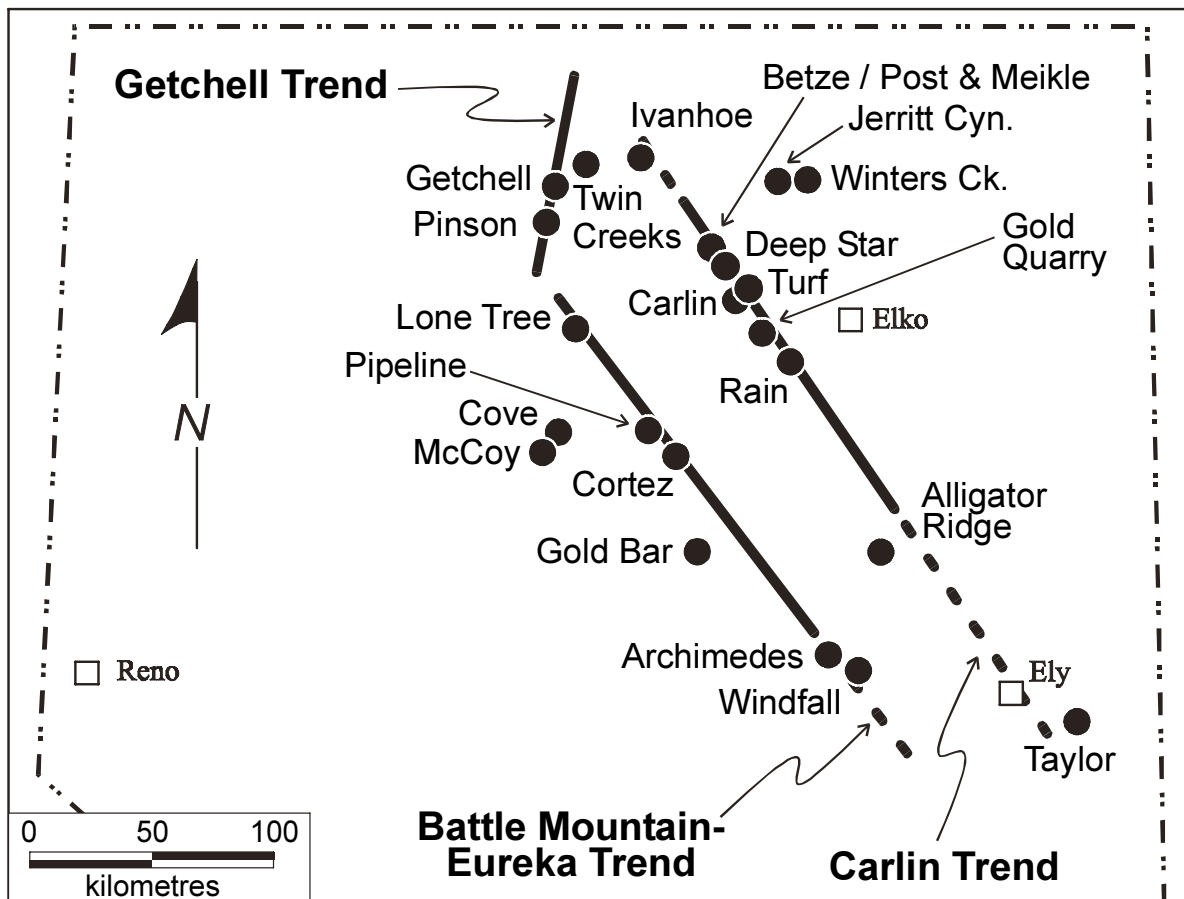 Getchell Trend
Betze / Post & Meikle
Ivanhoe
Jerritt Cyn.
Getchell
Twin
Creeks
Winters Ck.
Pinson
Deep Star
Gold
Quarry
Turf
Carlin
Elko
Lone Tree
Pipeline
Rain
N
Cove
McCoy
Cortez
Alligator
Ridge
Gold Bar
Archimedes
Reno
Ely
Windfall
Taylor
Battle Mountain-
Eureka Trend
Carlin Trend
0 50 100
kilometres